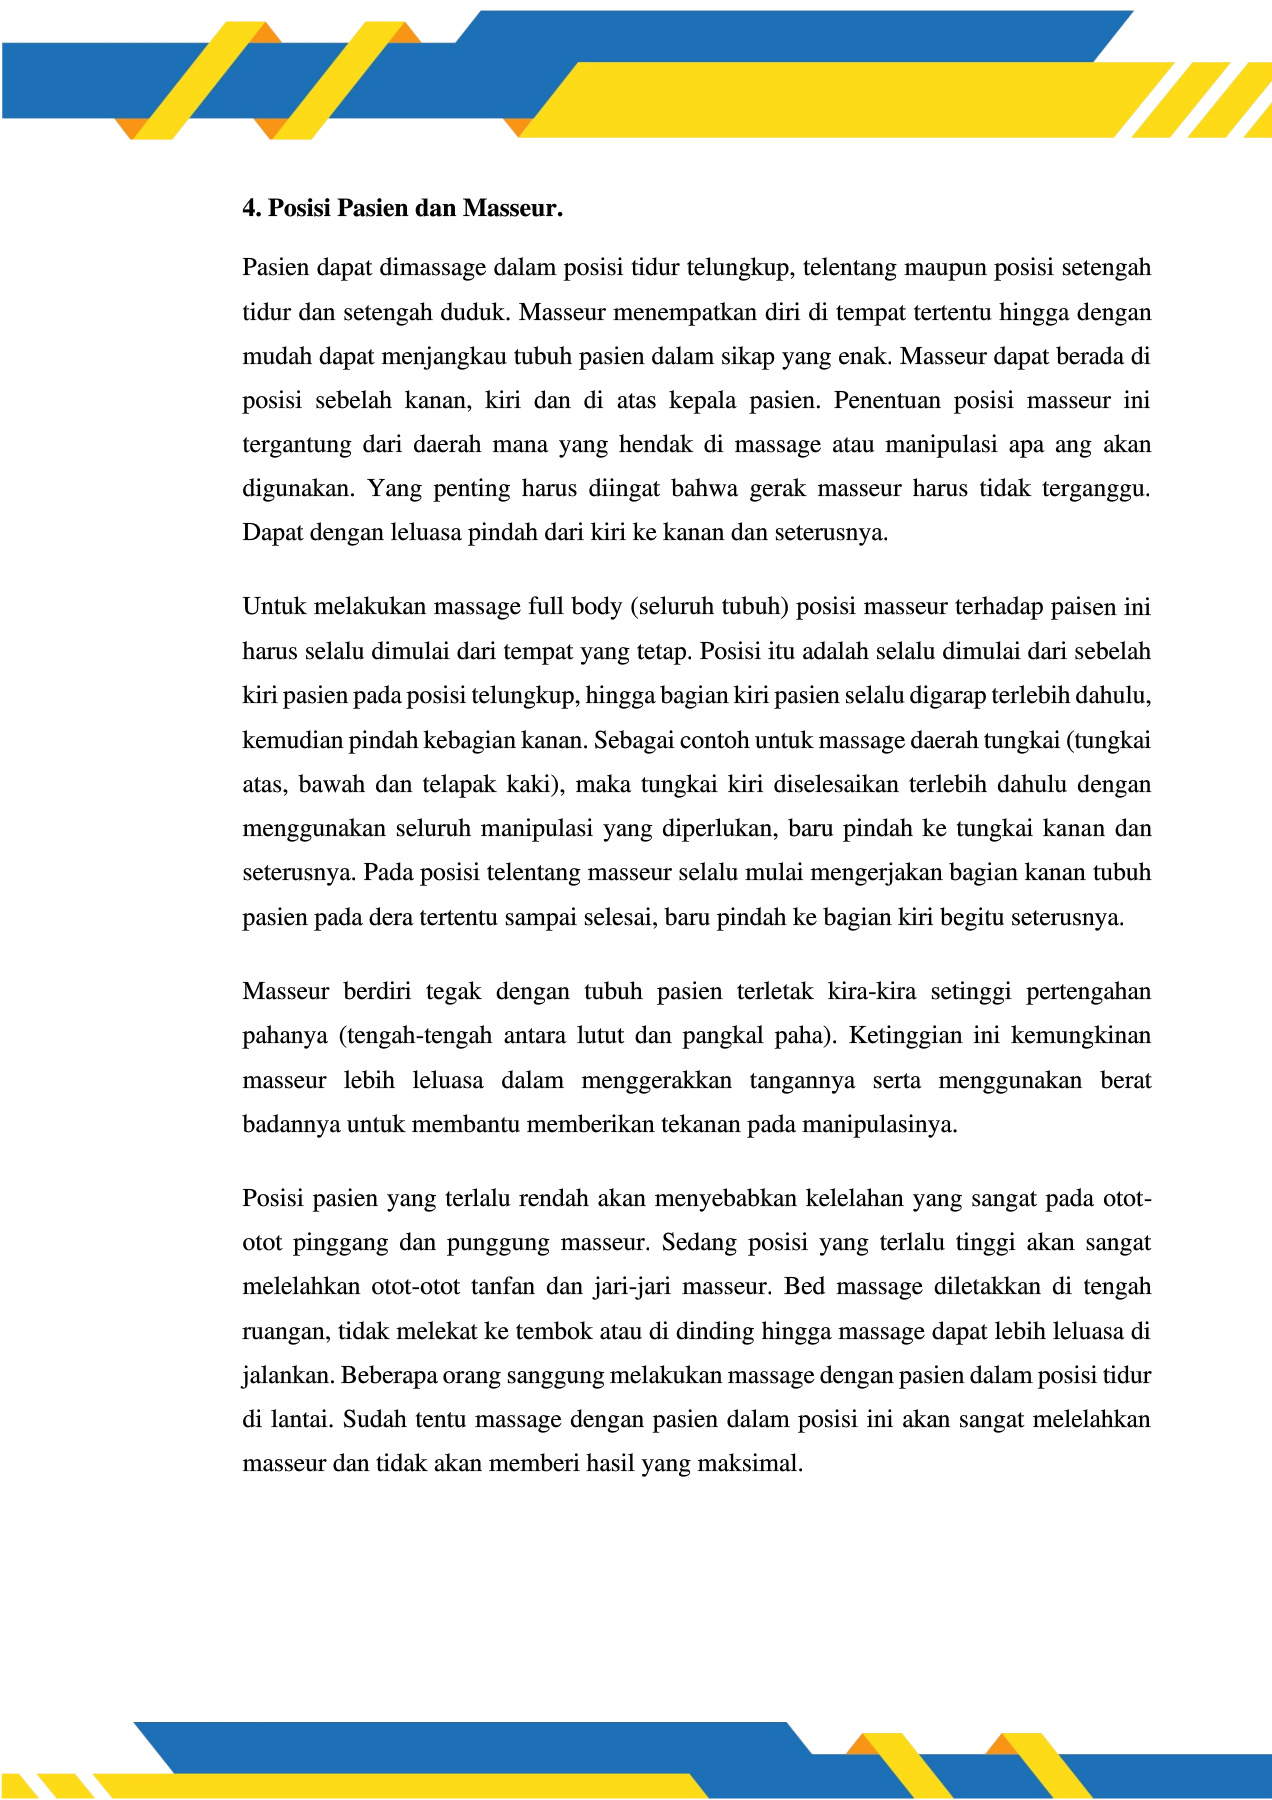 4. Posisi Pasien dan Masseur.
Pasien dapat dimassage dalam posisi tidur telungkup, telentang maupun posisi setengah
tidur dan setengah duduk. Masseur menempatkan diri di tempat tertentu hingga dengan
mudah dapat menjangkau tubuh pasien dalam sikap yang enak. Masseur dapat berada di
posisi sebelah kanan, kiri dan di atas kepala pasien. Penentuan posisi masseur ini
tergantung dari daerah mana yang hendak di massage atau manipulasi apa ang akan
digunakan. Yang penting harus diingat bahwa gerak masseur harus tidak terganggu.
Dapat dengan leluasa pindah dari kiri ke kanan dan seterusnya.
Untuk melakukan massage full body (seluruh tubuh) posisi masseur terhadap paisen ini
harus selalu dimulai dari tempat yang tetap. Posisi itu adalah selalu dimulai dari sebelah
kiri pasien pada posisi telungkup, hingga bagian kiri pasien selalu digarap terlebih dahulu,
kemudian pindah kebagian kanan. Sebagai contoh untuk massage daerah tungkai (tungkai
atas, bawah dan telapak kaki), maka tungkai kiri diselesaikan terlebih dahulu dengan
menggunakan seluruh manipulasi yang diperlukan, baru pindah ke tungkai kanan dan
seterusnya. Pada posisi telentang masseur selalu mulai mengerjakan bagian kanan tubuh
pasien pada dera tertentu sampai selesai, baru pindah ke bagian kiri begitu seterusnya.
Masseur berdiri tegak dengan tubuh pasien terletak kira-kira setinggi pertengahan
pahanya (tengah-tengah antara lutut dan pangkal paha). Ketinggian ini kemungkinan
masseur lebih leluasa dalam menggerakkan tangannya serta menggunakan berat
badannya untuk membantu memberikan tekanan pada manipulasinya.
Posisi pasien yang terlalu rendah akan menyebabkan kelelahan yang sangat pada otot-
otot pinggang dan punggung masseur. Sedang posisi yang terlalu tinggi akan sangat
melelahkan otot-otot tanfan dan jari-jari masseur. Bed massage diletakkan di tengah
ruangan, tidak melekat ke tembok atau di dinding hingga massage dapat lebih leluasa di
jalankan. Beberapa orang sanggung melakukan massage dengan pasien dalam posisi tidur
di lantai. Sudah tentu massage dengan pasien dalam posisi ini akan sangat melelahkan
masseur dan tidak akan memberi hasil yang maksimal.